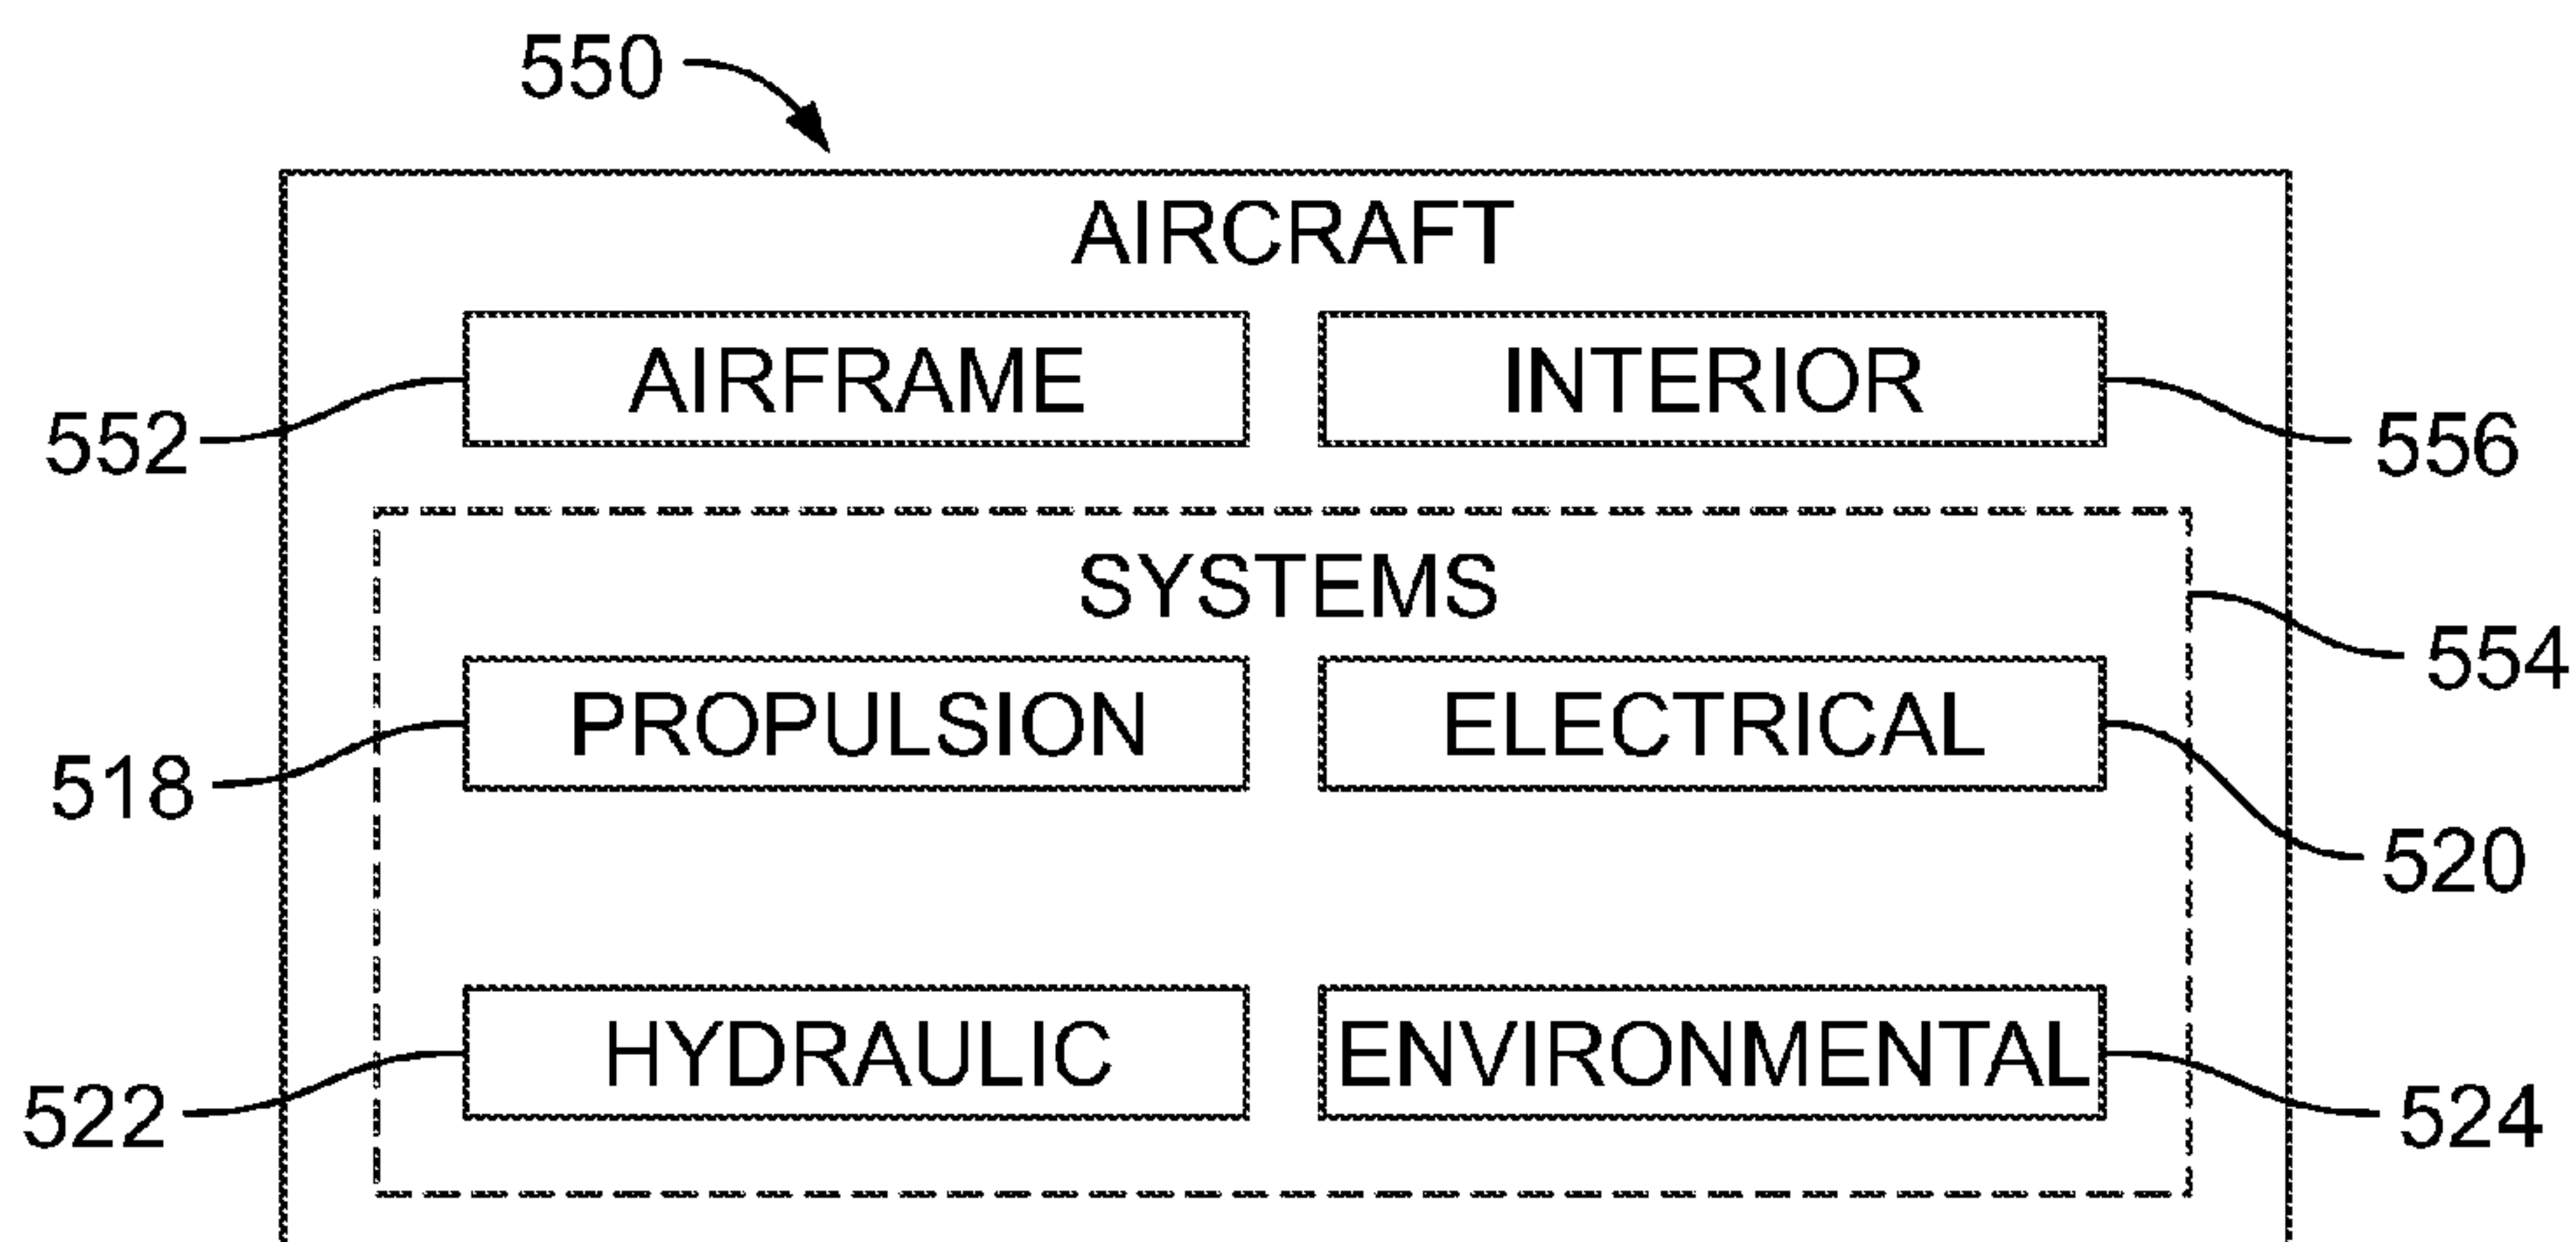 550
AIRCRAFT
AIRFRAME INTERIOR
552 556
SYSTEMS
554
PROPULSION ELECTRICAL
518 520
HYDRAULIC ENVIRONMENTAL
522 524